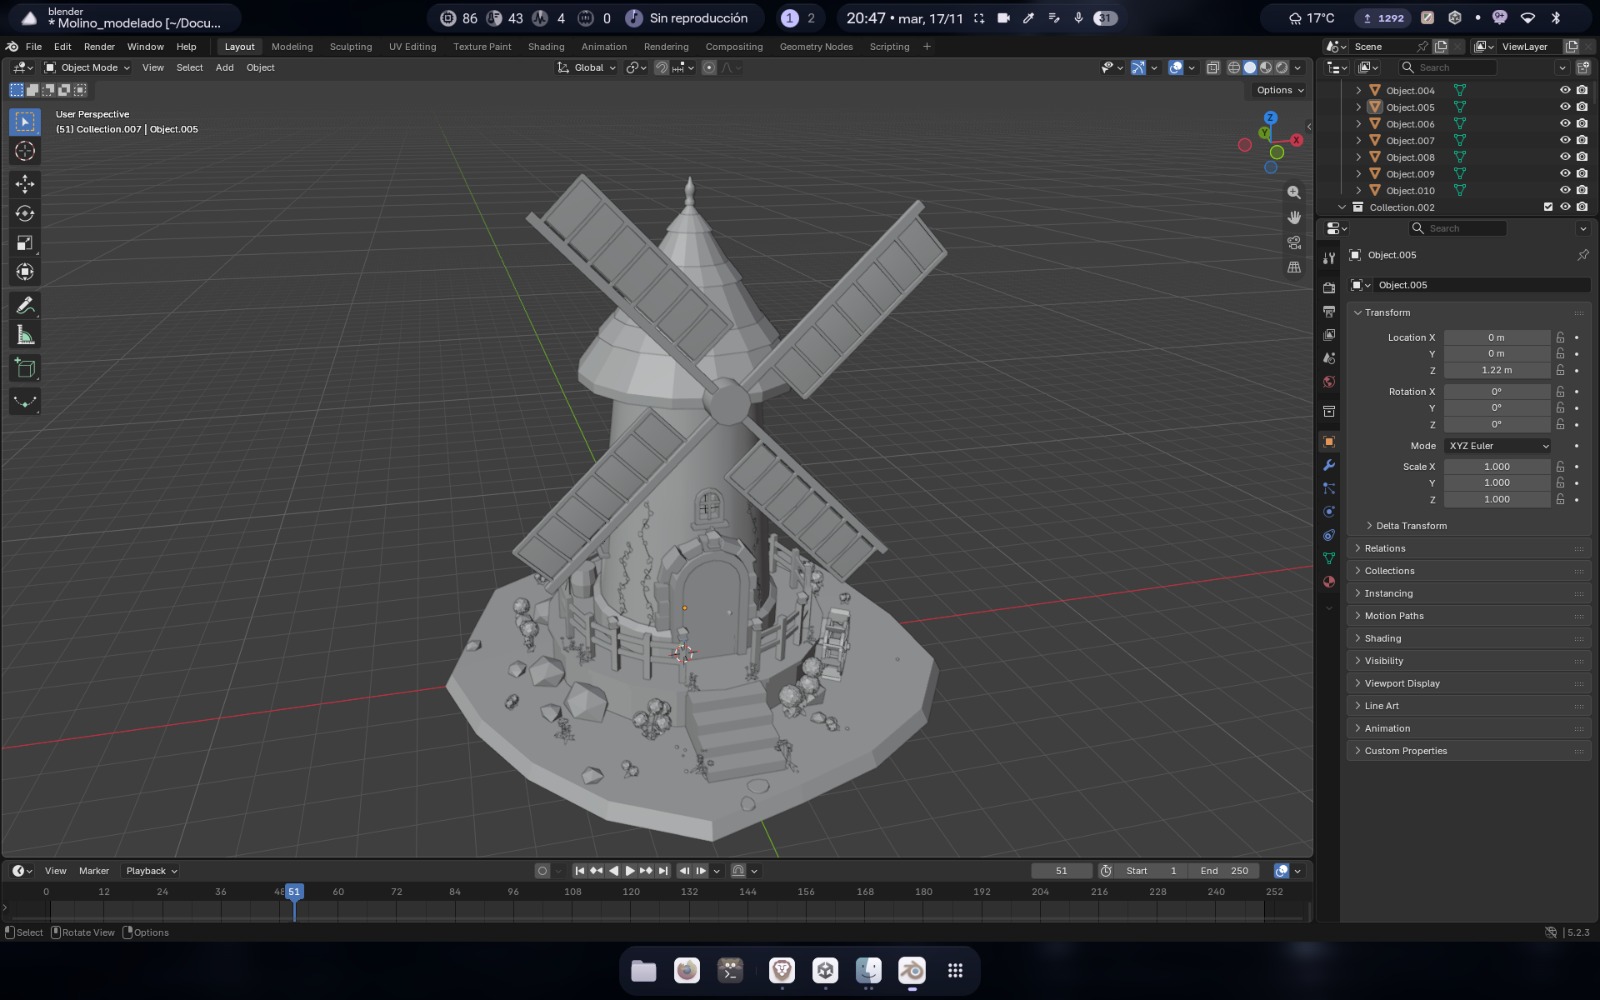 blender
* Molino_modelado [~/Docu...
86 43 4 0 Sin reproducción 1 2
20:47 • mar, 17/11 31
17°C 1292 9+
File Edit Render Window Help Layout Modeling Sculpting UV Editing Texture Paint Shading Animation Rendering Compositing Geometry Nodes Scripting +
Scene ViewLayer
Object Mode View Select Add Object Global
Search
Options
User Perspective
(51) Collection.007 | Object.005
Z
Y
X
Object.004
Object.005
Object.006
Object.007
Object.008
Object.009
Object.010
Collection.002
Search
Object.005
Object.005
Transform
Location X 0 m
Y 0 m
Z 1.22 m
Rotation X 0°
Y 0°
Z 0°
Mode XYZ Euler
Scale X 1.000
Y 1.000
Z 1.000
Delta Transform
Relations
Collections
Instancing
Motion Paths
Shading
Visibility
Viewport Display
Line Art
Animation
Custom Properties
View Marker Playback 51 Start 1 End 250
0 12 24 36 48 51 60 72 84 96 108 120 132 144 156 168 180 192 204 216 228 240 252
Select Rotate View Options
5.2.3